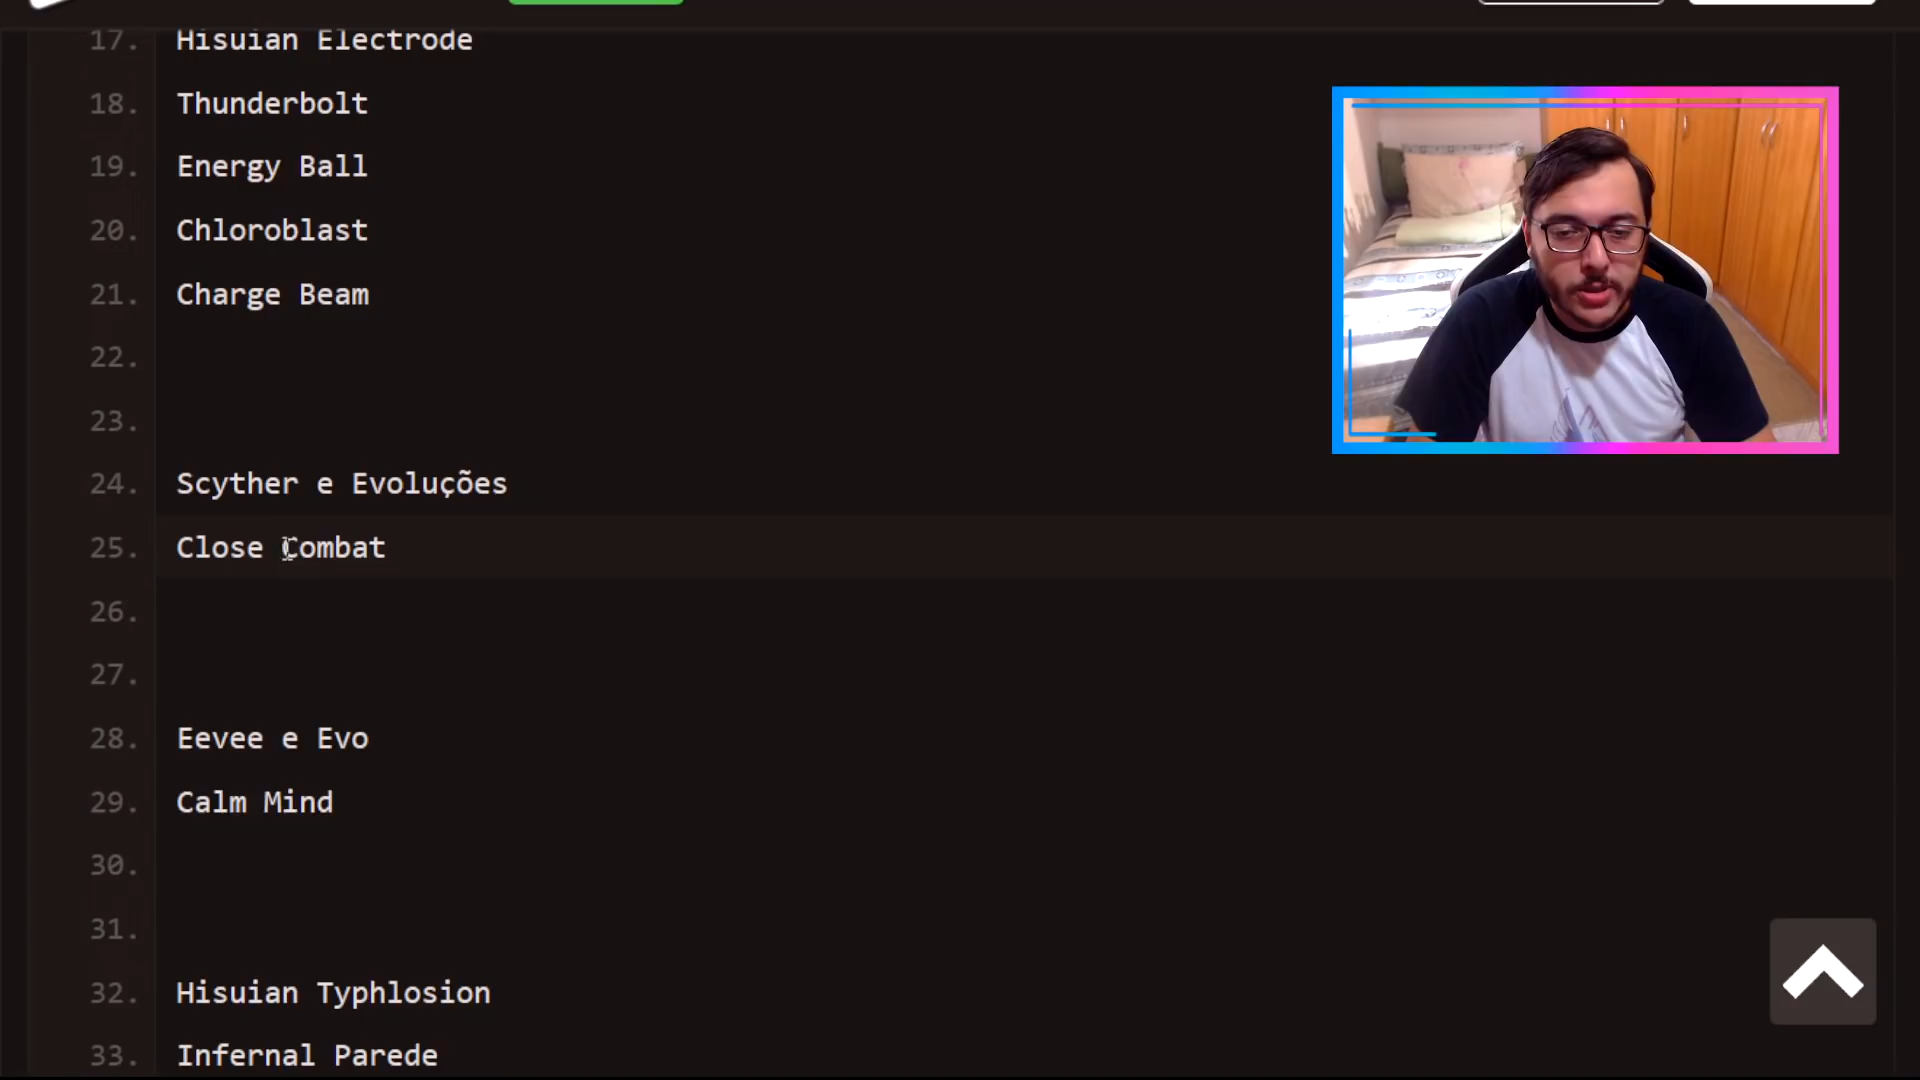 17. Hisuian Electrode
18. Thunderbolt
19. Energy Ball
20. Chloroblast
21. Charge Beam
22.
23.
24. Scyther e Evoluções
25. Close Combat
26.
27.
28. Eevee e Evo
29. Calm Mind
30.
31.
32. Hisuian Typhlosion
33. Infernal Parede